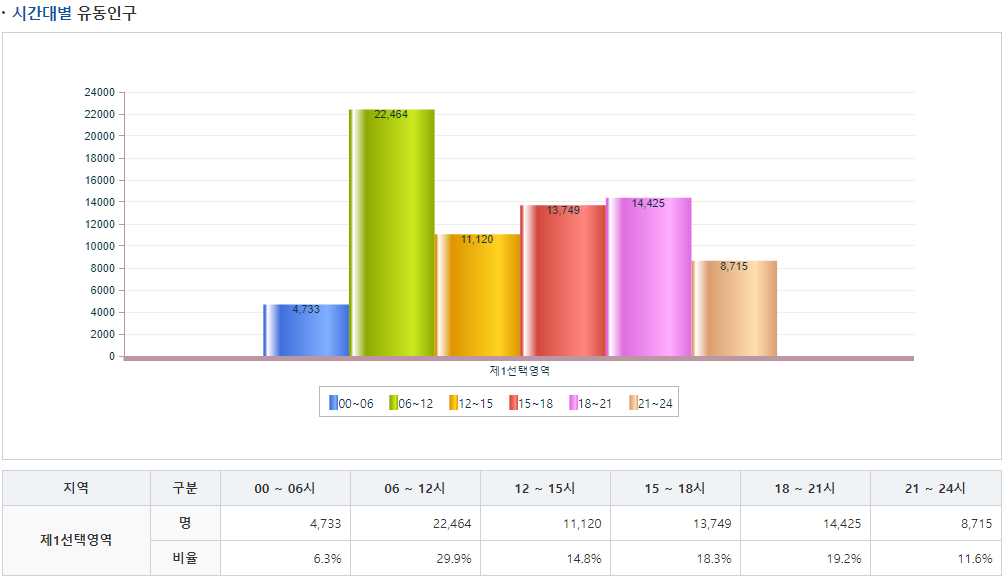 · 시간대별 유동인구
24000
22000
20000
18000
16000
14000
12000
10000
8000
6000
4000
2000
0
4,733
22,464
11,120
13,749
14,425
8,715
제1선택영역
00~06 06~12 12~15 15~18 18~21 21~24
지역 구분 00 ~ 06시 06 ~ 12시 12 ~ 15시 15 ~ 18시 18 ~ 21시 21 ~ 24시
제1선택영역
명 4,733 22,464 11,120 13,749 14,425 8,715
비율 6.3% 29.9% 14.8% 18.3% 19.2% 11.6%